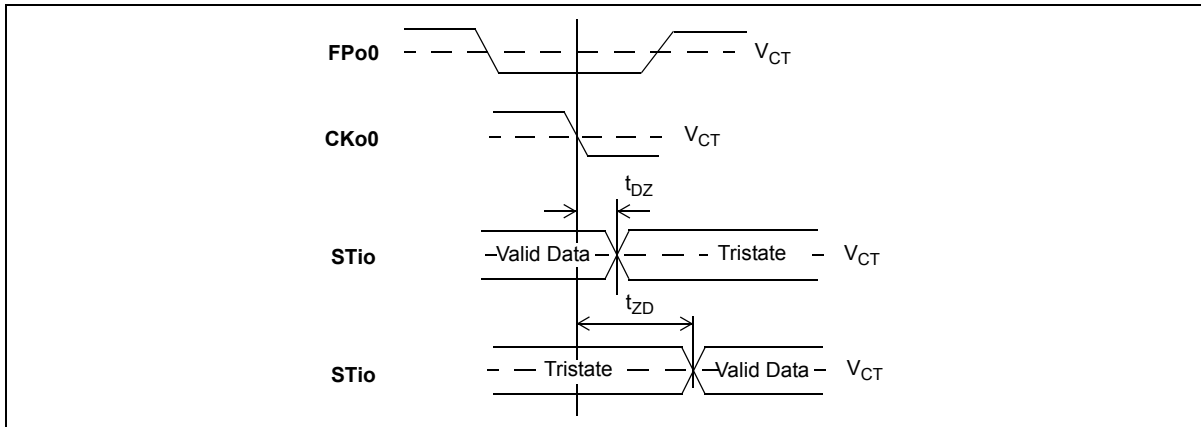 FPo0
V_CT
CKo0
V_CT
t_DZ
STio
Valid Data
Tristate
V_CT
t_ZD
STio
Tristate
Valid Data
V_CT